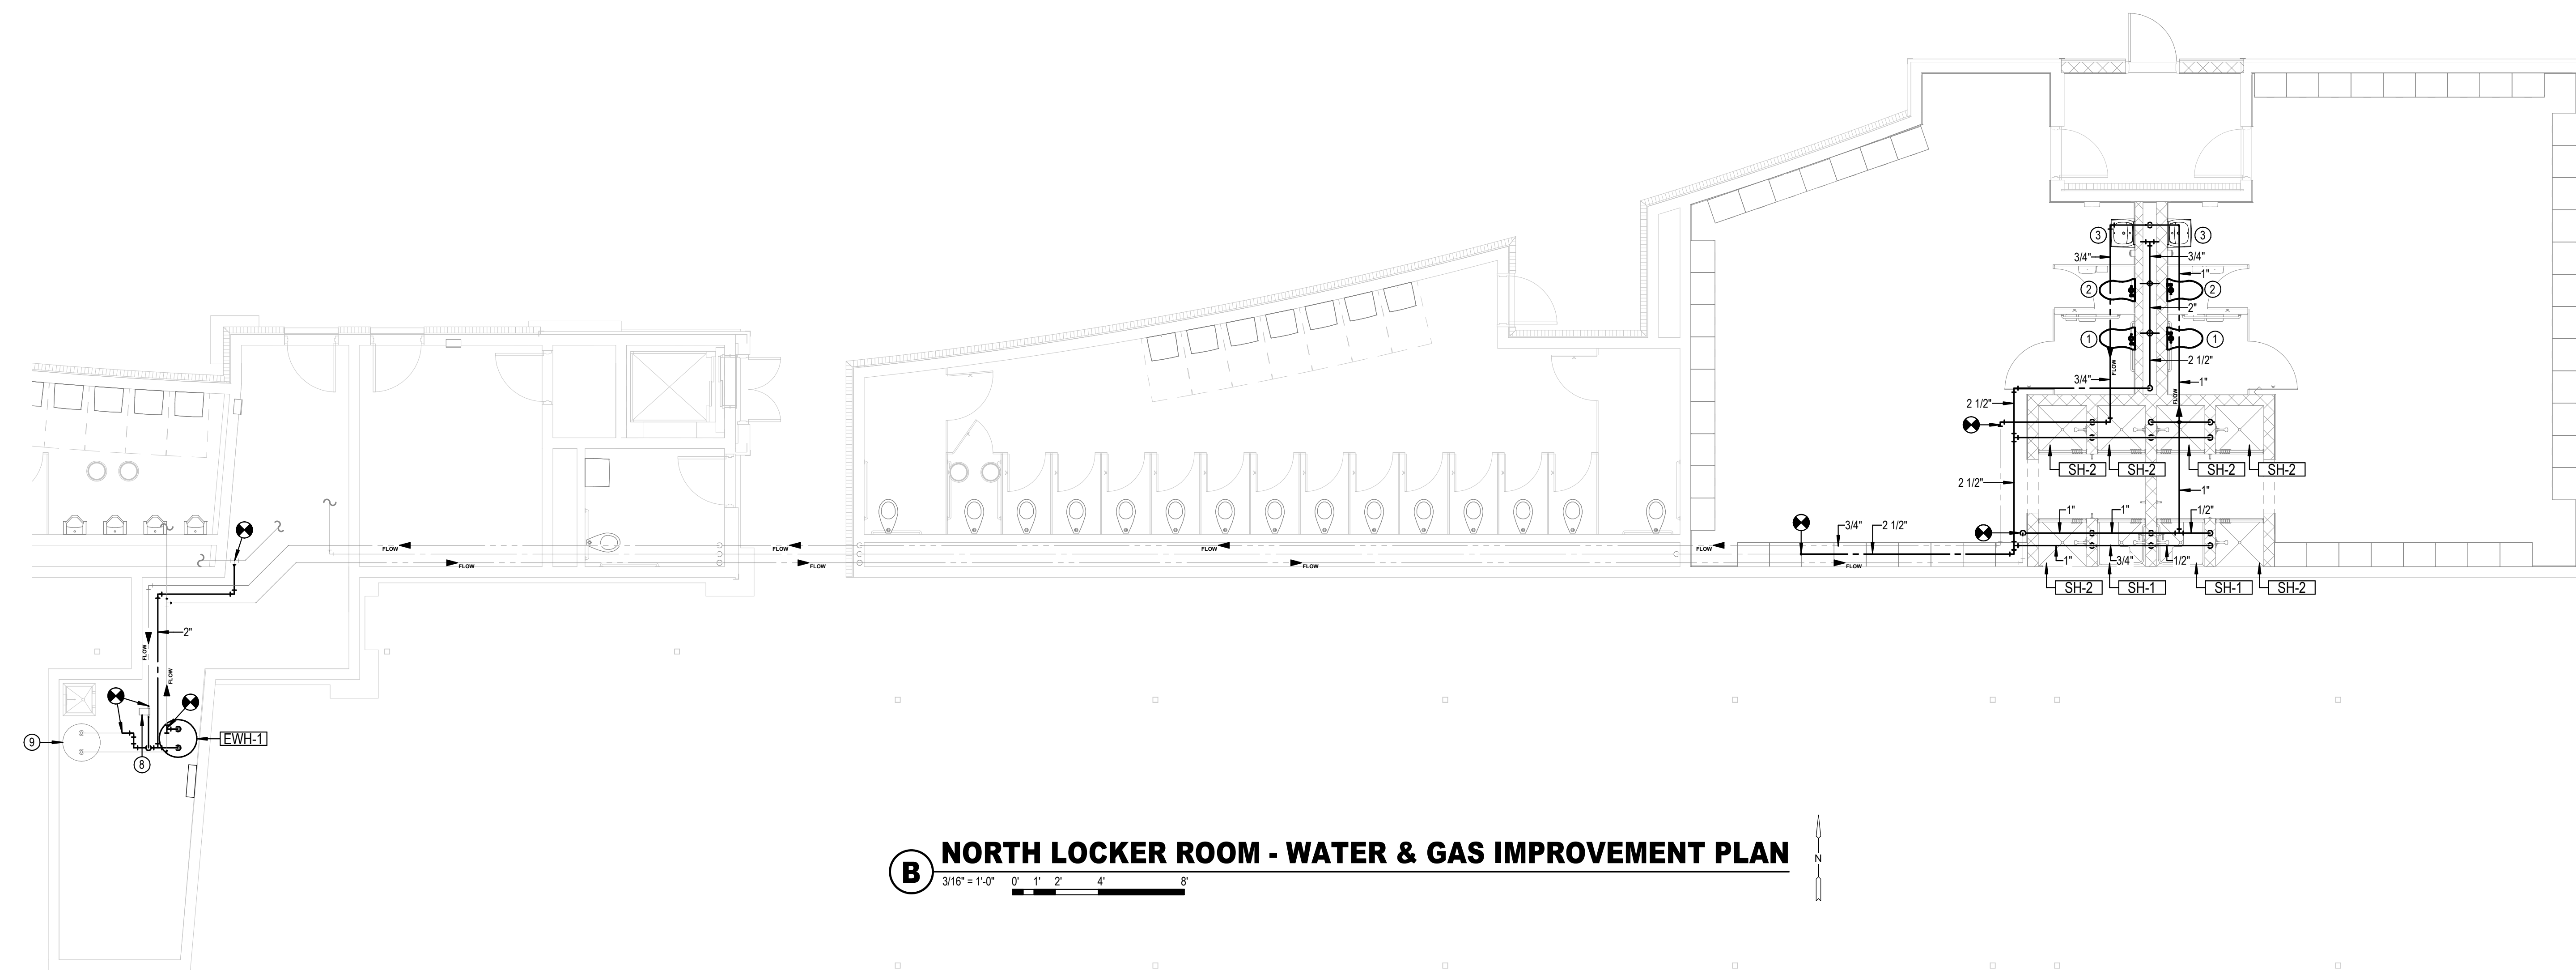 3
3
3/4"
3/4"
1"
2
2
2"
1
1
2 1/2"
FLOW
3/4"
1"
FLOW
2 1/2"
SH-2
SH-2
SH-2
SH-2
2 1/2"
1"
1"
1"
1/2"
3/4"
2 1/2"
FLOW
FLOW
FLOW
FLOW
FLOW
FLOW
FLOW
FLOW
1"
3/4"
1/2"
SH-2
SH-1
SH-1
SH-2
2"
FLOW
FLOW
9
EWH-1
8
B
NORTH LOCKER ROOM - WATER & GAS IMPROVEMENT PLAN
3/16" = 1'-0"
0' 1' 2' 4' 8'
N